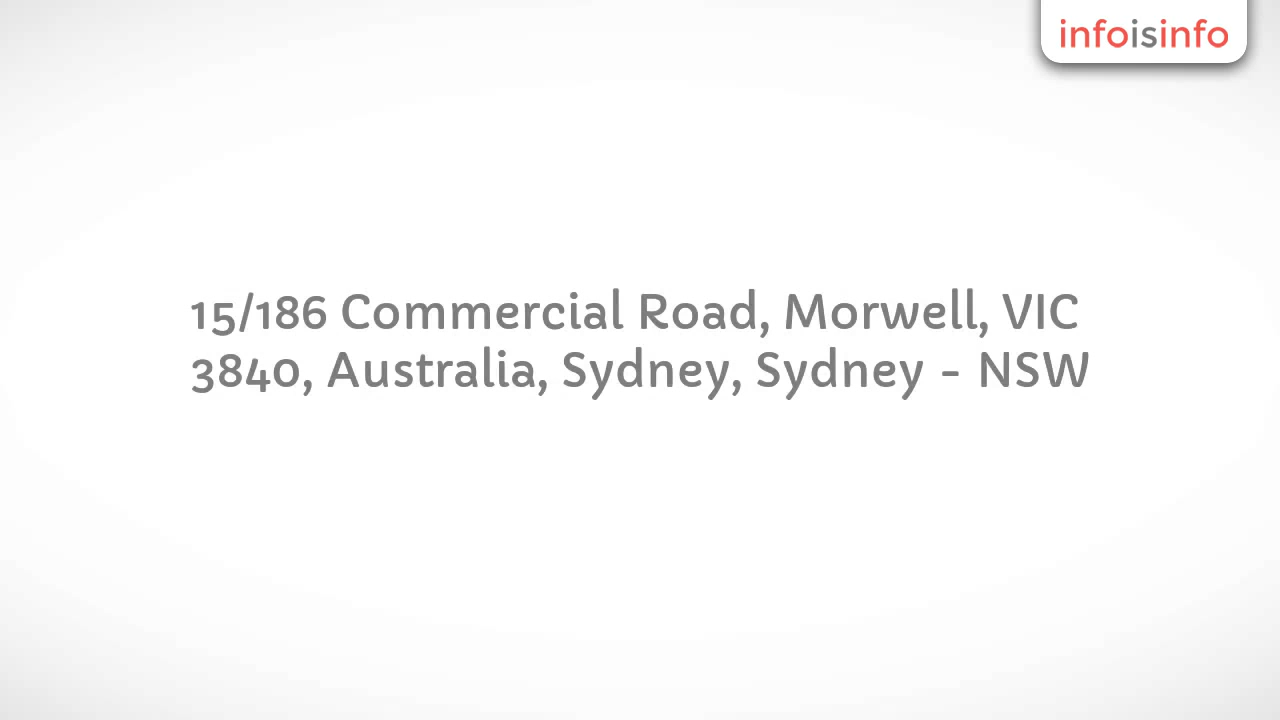 infoisinfo
15/186 Commercial Road, Morwell, VIC
3840, Australia, Sydney, Sydney - NSW